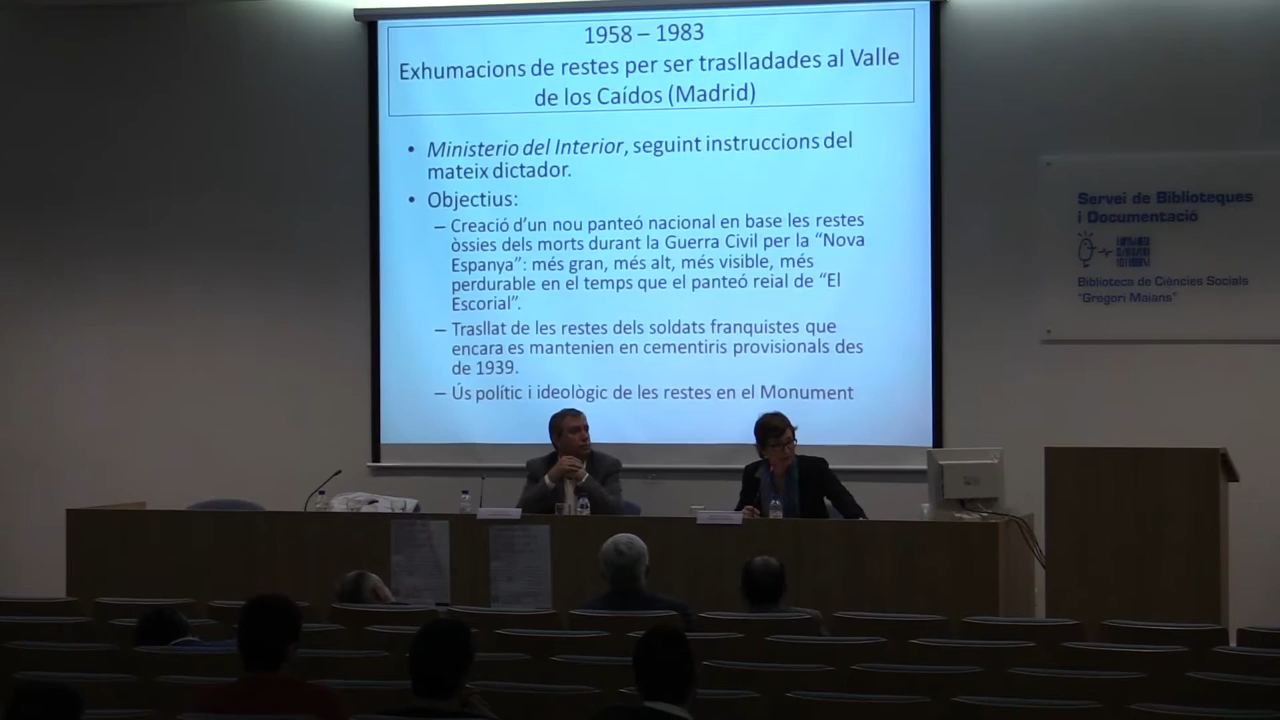 1958 – 1983
Exhumacions de restes per ser traslladades al Valle
de los Caídos (Madrid)
• Ministerio del Interior, seguint instruccions del
mateix dictador.
• Objectius:
– Creació d'un nou panteó nacional en base les restes
òssies dels morts durant la Guerra Civil per la “Nova
Espanya”: més gran, més alt, més visible, més
perdurable en el temps que el panteó reial de “El
Escorial”.
– Trasllat de les restes dels soldats franquistes que
encara es mantenien en cementiris provisionals des
de 1939.
– Ús polític i ideològic de les restes en el Monument
Servei de Biblioteques
i Documentació
Biblioteca de Ciències Socials
"Gregori Maians"